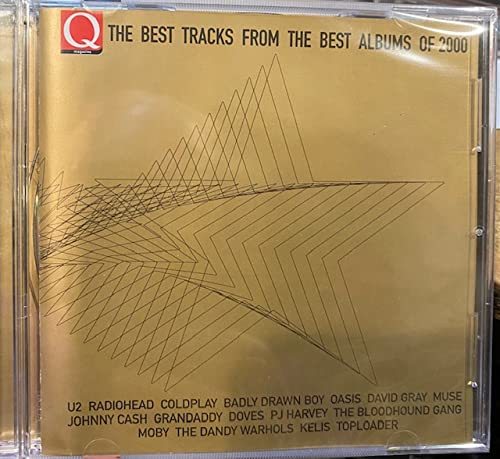 Q
magazine
THE BEST TRACKS FROM THE BEST ALBUMS OF 2000
U2 RADIOHEAD COLDPLAY BADLY DRAWN BOY OASIS DAVID GRAY MUSE
JOHNNY CASH GRANDADDY DOVES PJ HARVEY THE BLOODHOUND GANG
MOBY THE DANDY WARHOLS KELIS TOPLOADER